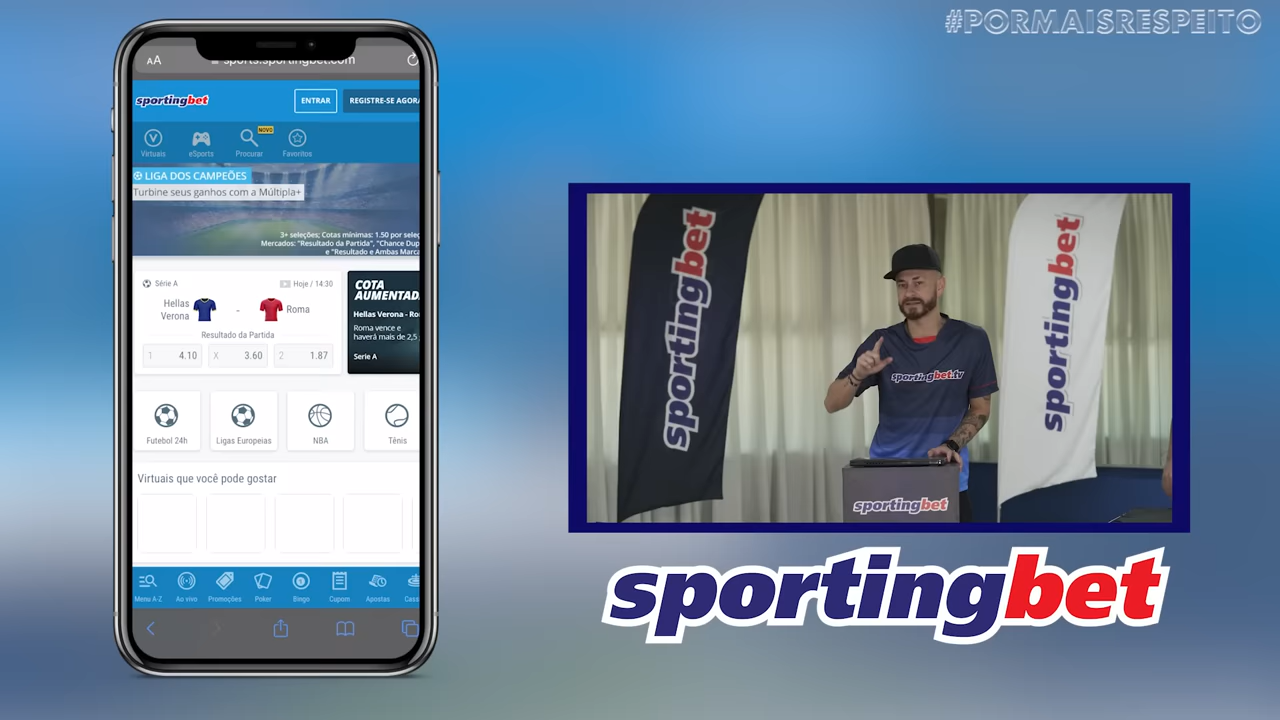 #PORMAISRESPEITO
AA
sports.sportingbet.com
sportingbet
ENTRAR
REGISTRE-SE AGORA
NOVO
Virtuais
eSports
Procurar
Favoritos
LIGA DOS CAMPEÕES
Turbine seus ganhos com a Múltipla+
3+ seleções; Cotas mínimas: 1.50 por seleç
Mercados: "Resultado da Partida", "Chance Dup
e "Resultado e Ambas Marca
Série A
Hoje / 14:30
Hellas
Verona
-
Roma
Resultado da Partida
1 4.10
X 3.60
2 1.87
COTA
AUMENTADA
Hellas Verona - Ro
Roma vence e
haverá mais de 2,5
Serie A
Futebol 24h
Ligas Europeias
NBA
Tênis
Virtuais que você pode gostar
Menu A-Z
Ao vivo
Promoções
Poker
Bingo
Cupom
Apostas
Cass
sportingbet
sportingbet
sportingbet.tv
sportingbet
sportingbet